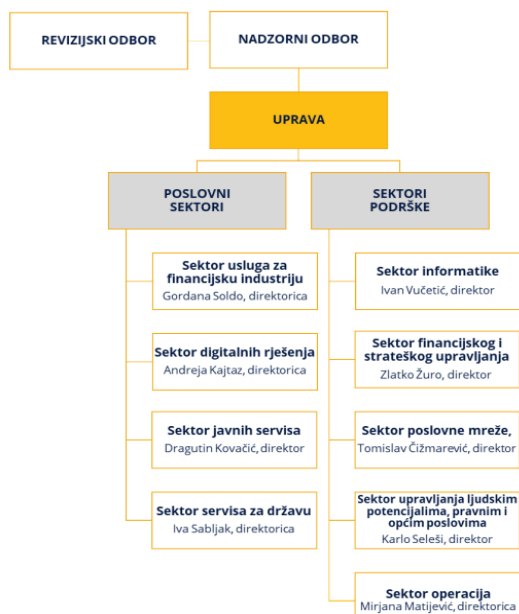 REVIZIJSKI ODBOR
NADZORNI ODBOR
UPRAVA
POSLOVNI
SEKTORI
Sektor usluga za
financijsku industriju
Gordana Soldo, direktorica
Sektor digitalnih rješenja
Andreja Kajtaz, direktorica
Sektor javnih servisa
Dragutin Kovačić, direktor
Sektor servisa za državu
Iva Sabljak, direktorica
SEKTORI
PODRŠKE
Sektor informatike
Ivan Vučetić, direktor
Sektor financijskog i
strateškog upravljanja
Zlatko Žuro, direktor
Sektor poslovne mreže,
Tomislav Čižmarević, direktor
Sektor upravljanja ljudskim
potencijalima, pravnim i
općim poslovima
Karlo Seleši, direktor
Sektor operacija
Mirjana Matijević, direktorica